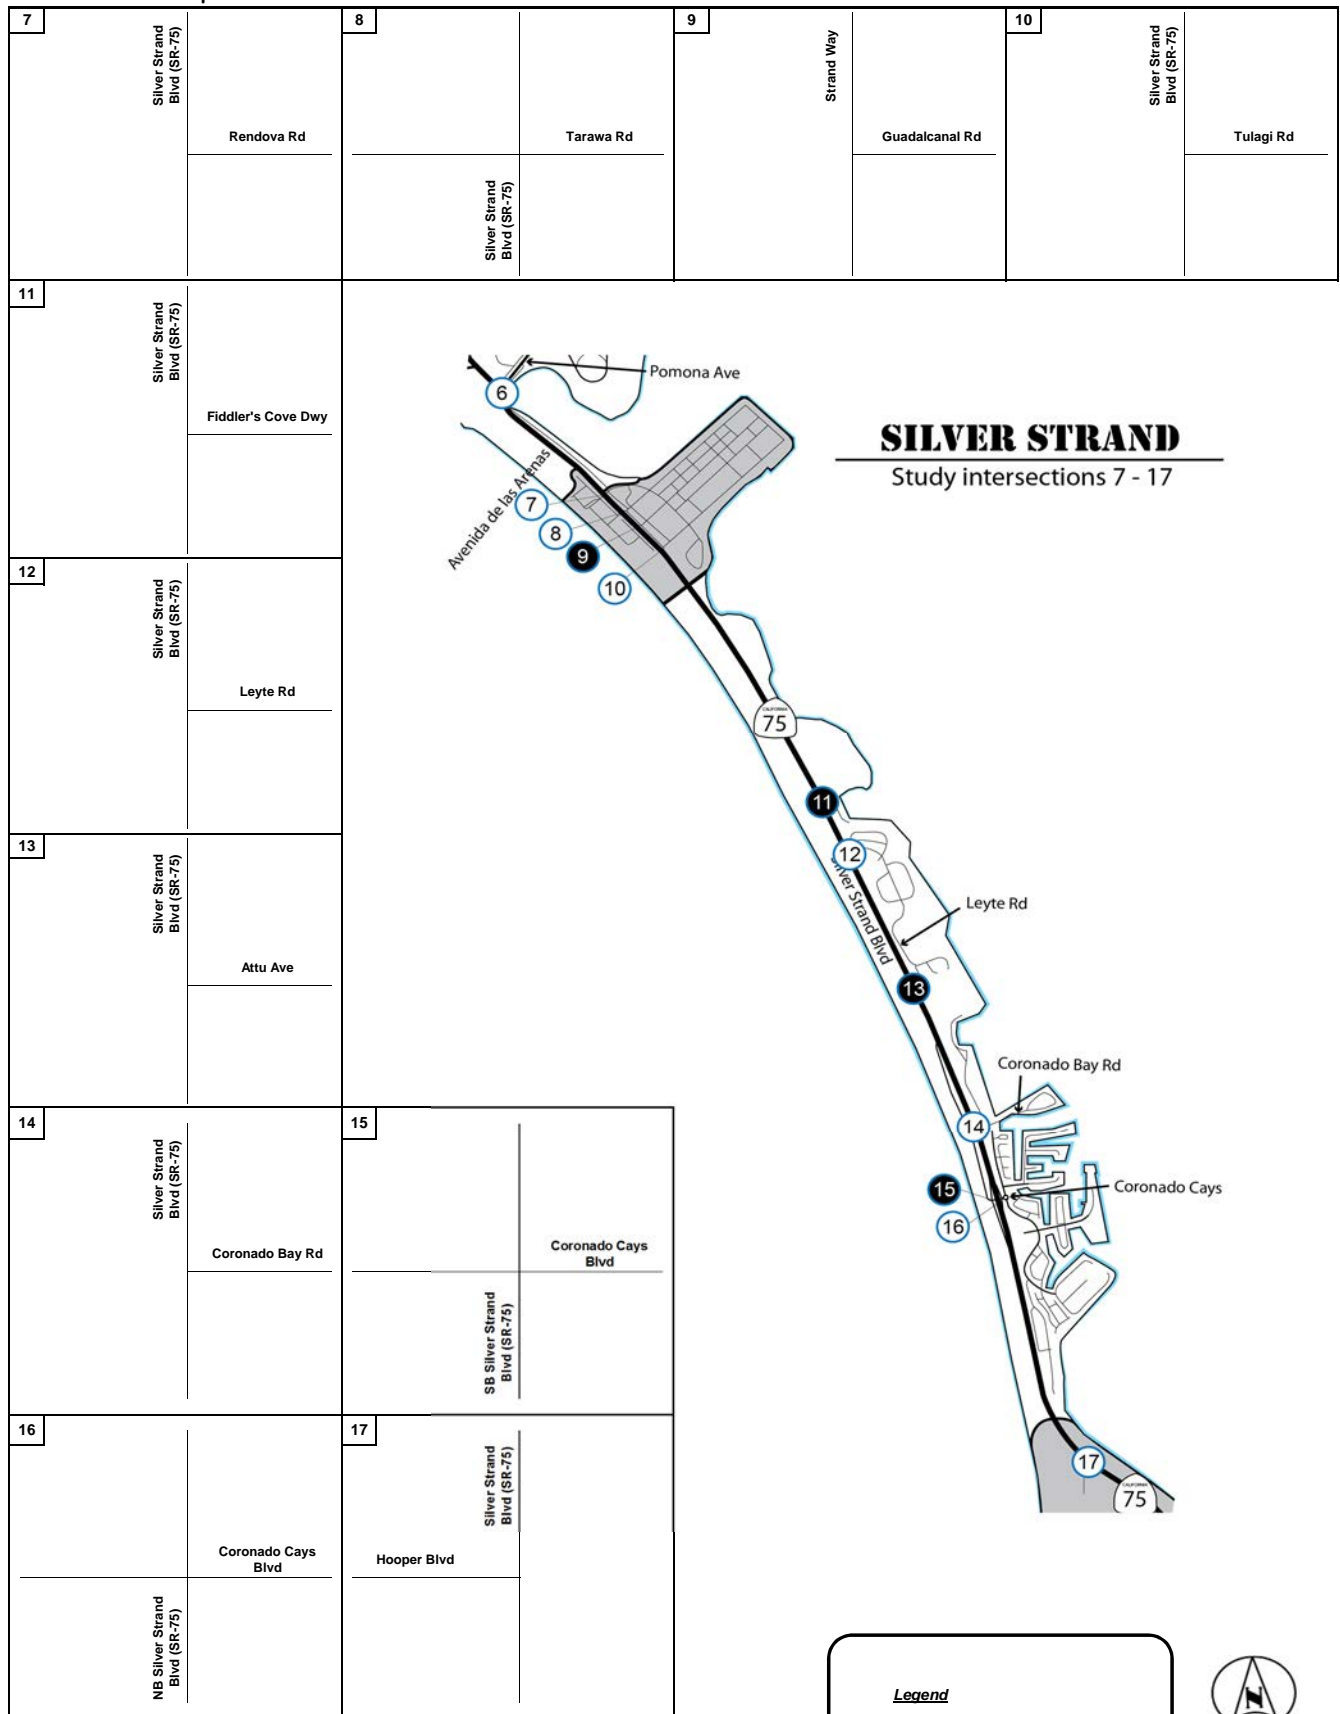 7
Silver Strand
Blvd (SR-75)
Rendova Rd
8
Tarawa Rd
Silver Strand
Blvd (SR-75)
9
Strand Way
Guadalcanal Rd
10
Silver Strand
Blvd (SR-75)
Tulagi Rd
11
Silver Strand
Blvd (SR-75)
Fiddler's Cove Dwy
12
Silver Strand
Blvd (SR-75)
Leyte Rd
13
Silver Strand
Blvd (SR-75)
Attu Ave
14
Silver Strand
Blvd (SR-75)
Coronado Bay Rd
15
Coronado Cays
Blvd
SB Silver Strand
Blvd (SR-75)
16
Coronado Cays
Blvd
NB Silver Strand
Blvd (SR-75)
17
Silver Strand
Blvd (SR-75)
Hooper Blvd
SILVER STRAND
Study intersections 7 - 17
Pomona Ave
6
Avenida de las Arenas
7
8
9
10
CALIFORNIA
75
11
12
Strand Blvd
Leyte Rd
13
Coronado Bay Rd
14
15
Coronado Cays
16
17
CALIFORNIA
75
Legend
N